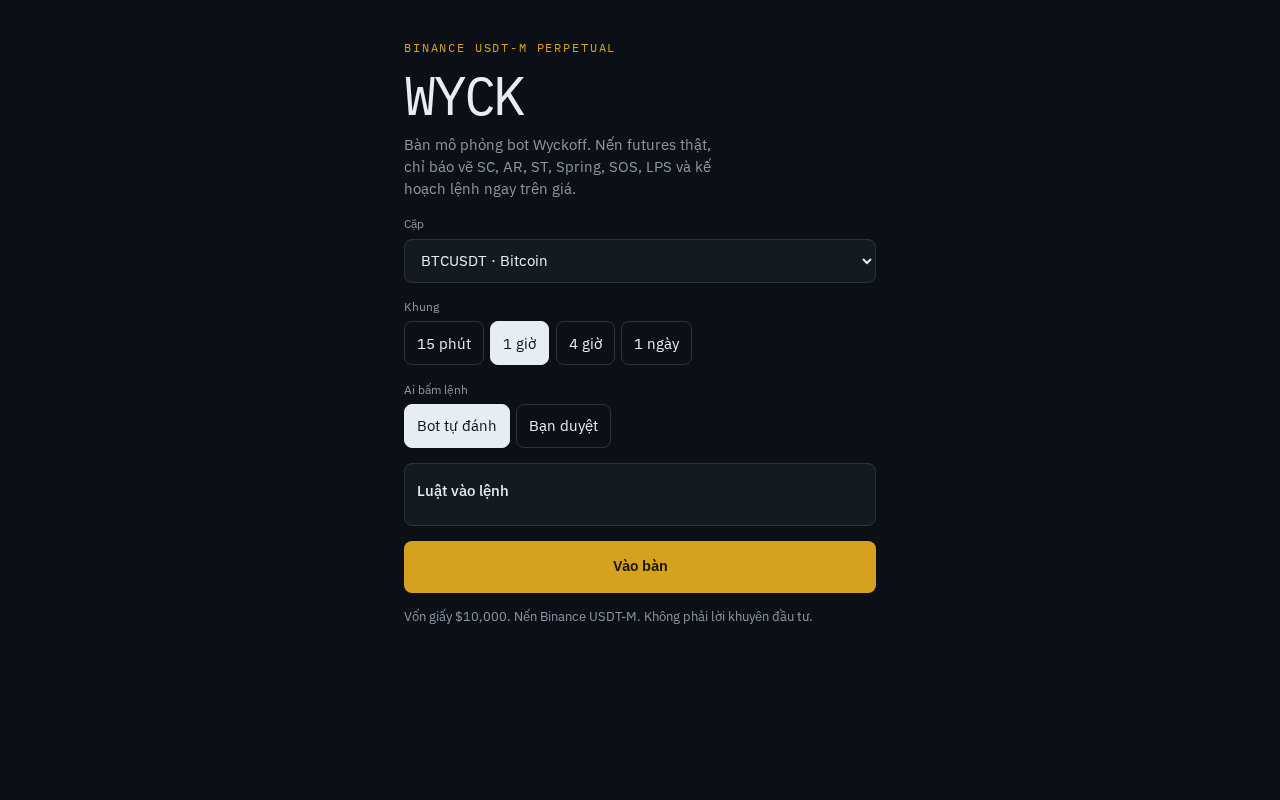 BINANCE USDT-M PERPETUAL
WYCK
Bàn mô phỏng bot Wyckoff. Nến futures thật,
chỉ báo vẽ SC, AR, ST, Spring, SOS, LPS và kế
hoạch lệnh ngay trên giá.
Cặp
BTCUSDT · Bitcoin
Khung
15 phút 1 giờ 4 giờ 1 ngày
Ai bấm lệnh
Bot tự đánh Bạn duyệt
Luật vào lệnh
Vào bàn
Vốn giấy $10,000. Nến Binance USDT-M. Không phải lời khuyên đầu tư.